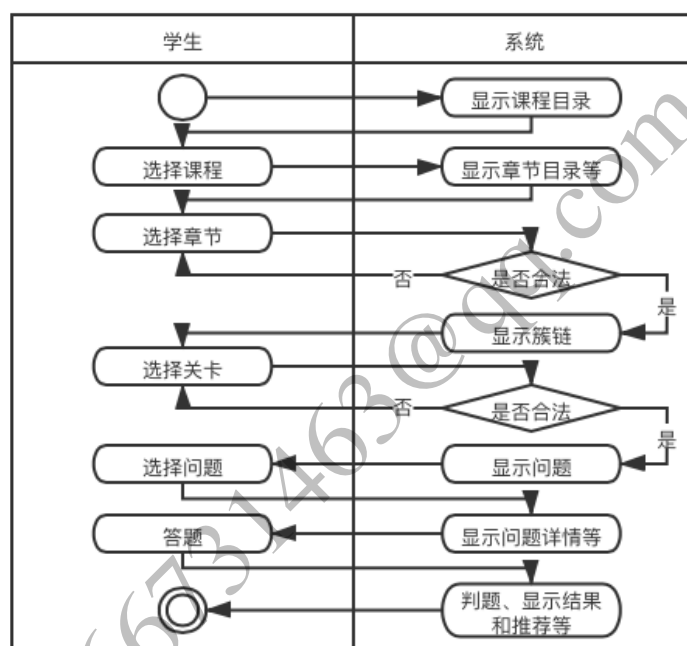 学生
系统
显示课程目录
选择课程
显示章节目录等
选择章节
是否合法
否
是
显示簇链
选择关卡
是否合法
否
是
选择问题
显示问题
答题
显示问题详情等
判题、显示结果
和推荐等
66731463@qq.com